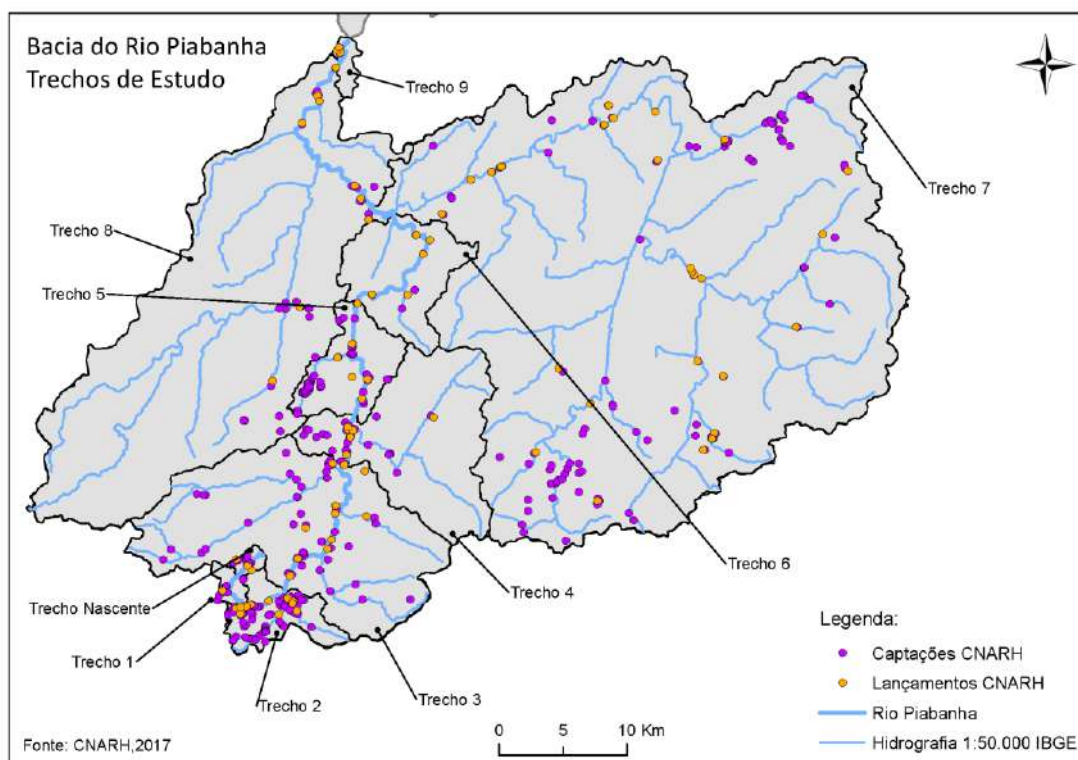 Bacia do Rio Piabanha
Trechos de Estudo
Trecho 9
Trecho 7
Trecho 8
Trecho 5
Trecho 6
Trecho 4
Trecho Nascente
Trecho 1
Trecho 2
Trecho 3
Legenda:
Captações CNARH
Lançamentos CNARH
Rio Piabanha
Hidrografia 1:50.000 IBGE
0 5 10 Km
Fonte: CNARH,2017